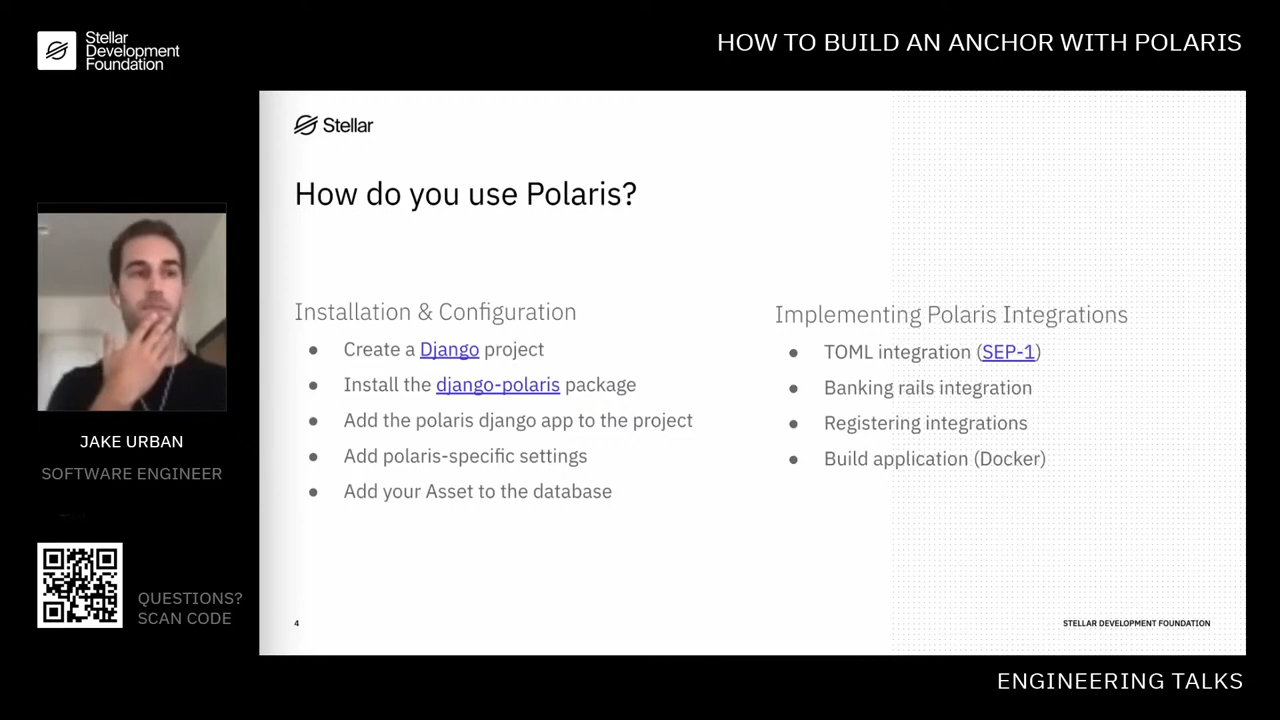 Stellar
Development
Foundation
HOW TO BUILD AN ANCHOR WITH POLARIS
Stellar
How do you use Polaris?
Installation & Configuration
● Create a Django project
● Install the django-polaris package
● Add the polaris django app to the project
● Add polaris-specific settings
● Add your Asset to the database
Implementing Polaris Integrations
● TOML integration (SEP-1)
● Banking rails integration
● Registering integrations
● Build application (Docker)
4
STELLAR DEVELOPMENT FOUNDATION
JAKE URBAN
SOFTWARE ENGINEER
QUESTIONS?
SCAN CODE
ENGINEERING TALKS